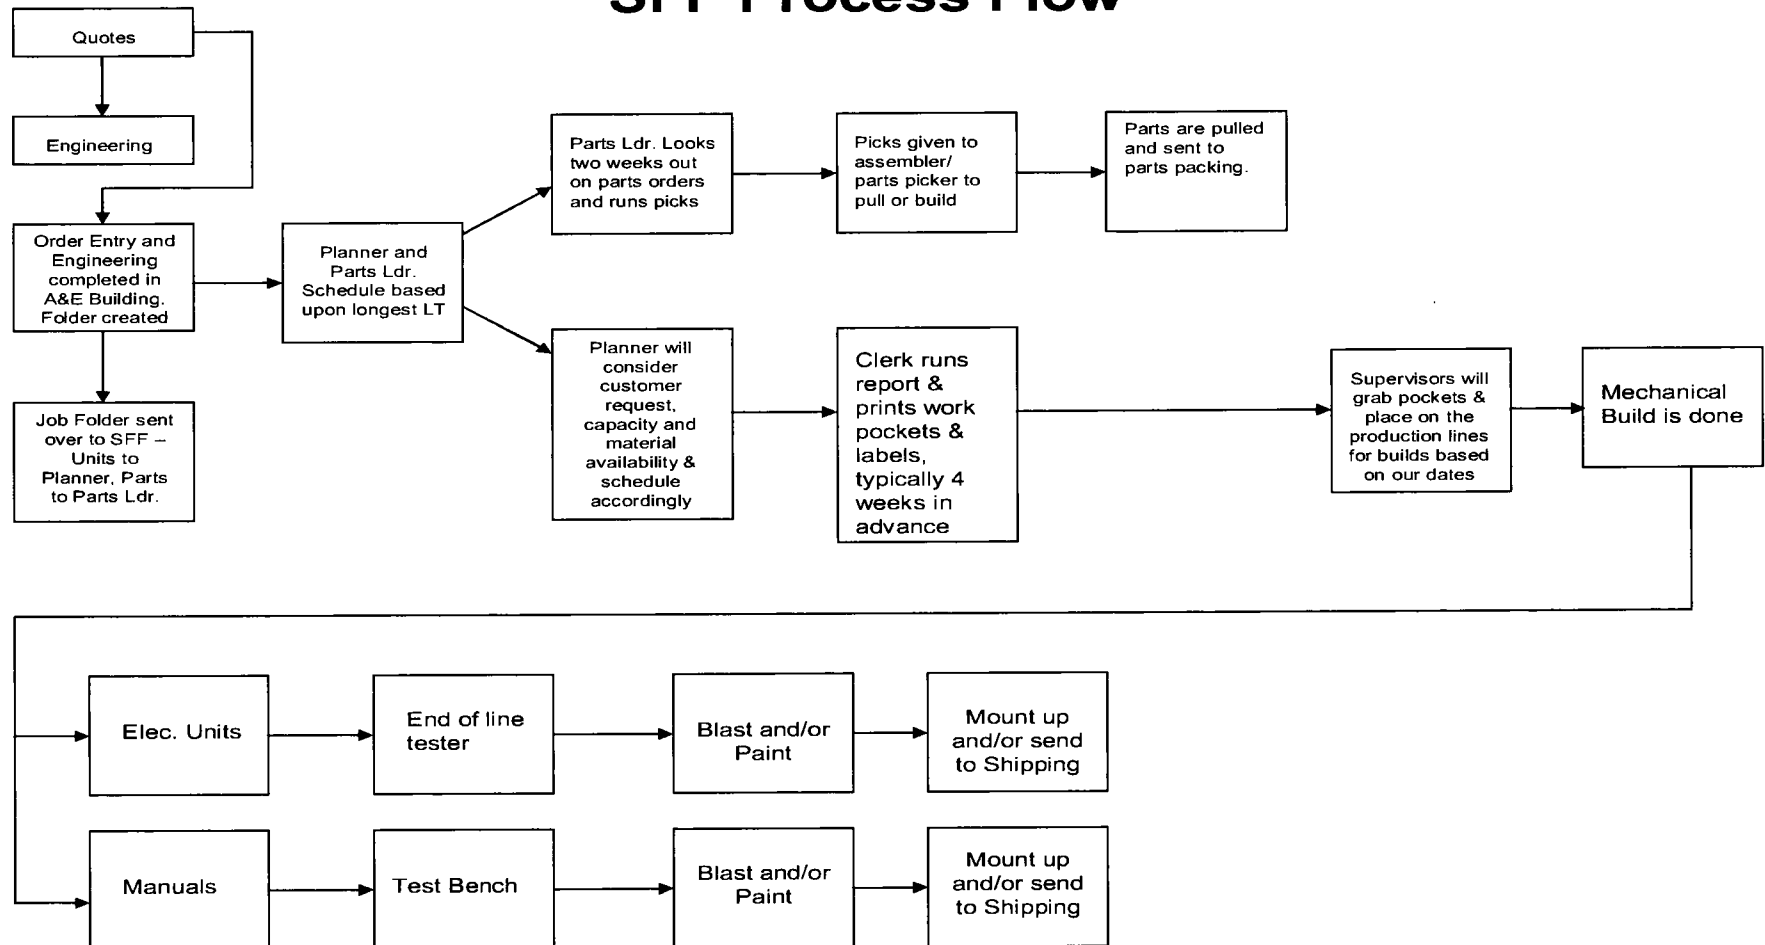 SFF Process Flow
Quotes
Engineering
Order Entry and
Engineering
completed in
A&E Building.
Folder created
Job Folder sent
over to SFF –
Units to
Planner, Parts
to Parts Ldr.
Planner and
Parts Ldr.
Schedule based
upon longest LT
Parts Ldr. Looks
two weeks out
on parts orders
and runs picks
Picks given to
assembler/
parts picker to
pull or build
Parts are pulled
and sent to
parts packing.
Planner will
consider
customer
request,
capacity and
material
availability &
schedule
accordingly
Clerk runs
report &
prints work
pockets &
labels,
typically 4
weeks in
advance
Supervisors will
grab pockets &
place on the
production lines
for builds based
on our dates
Mechanical
Build is done
Elec. Units
End of line
tester
Blast and/or
Paint
Mount up
and/or send
to Shipping
Manuals
Test Bench
Blast and/or
Paint
Mount up
and/or send
to Shipping